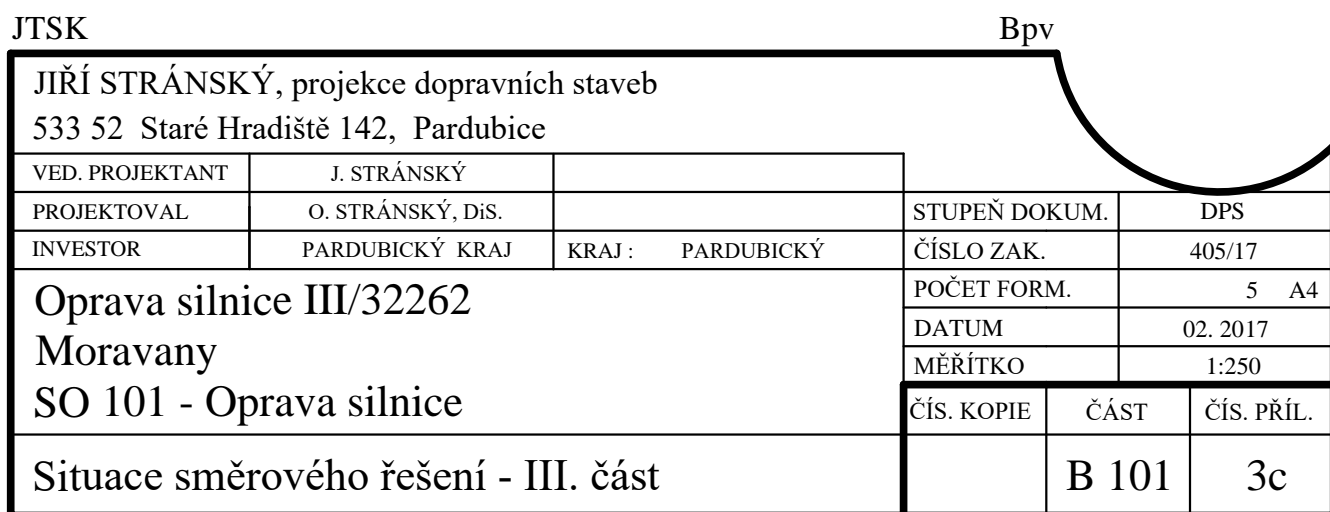 JTSK Bpv
JIŘÍ STRÁNSKÝ, projekce dopravních staveb
533 52 Staré Hradiště 142, Pardubice
VED. PROJEKTANT J. STRÁNSKÝ
PROJEKTOVAL O. STRÁNSKÝ, DiS. STUPEŇ DOKUM. DPS
INVESTOR PARDUBICKÝ KRAJ KRAJ : PARDUBICKÝ ČÍSLO ZAK. 405/17
Oprava silnice III/32262
Moravany
SO 101 - Oprava silnice
POČET FORM. 5 A4
DATUM 02. 2017
MĚŘÍTKO 1:250
ČÍS. KOPIE ČÁST ČÍS. PŘÍL.
Situace směrového řešení - III. část B 101 3c